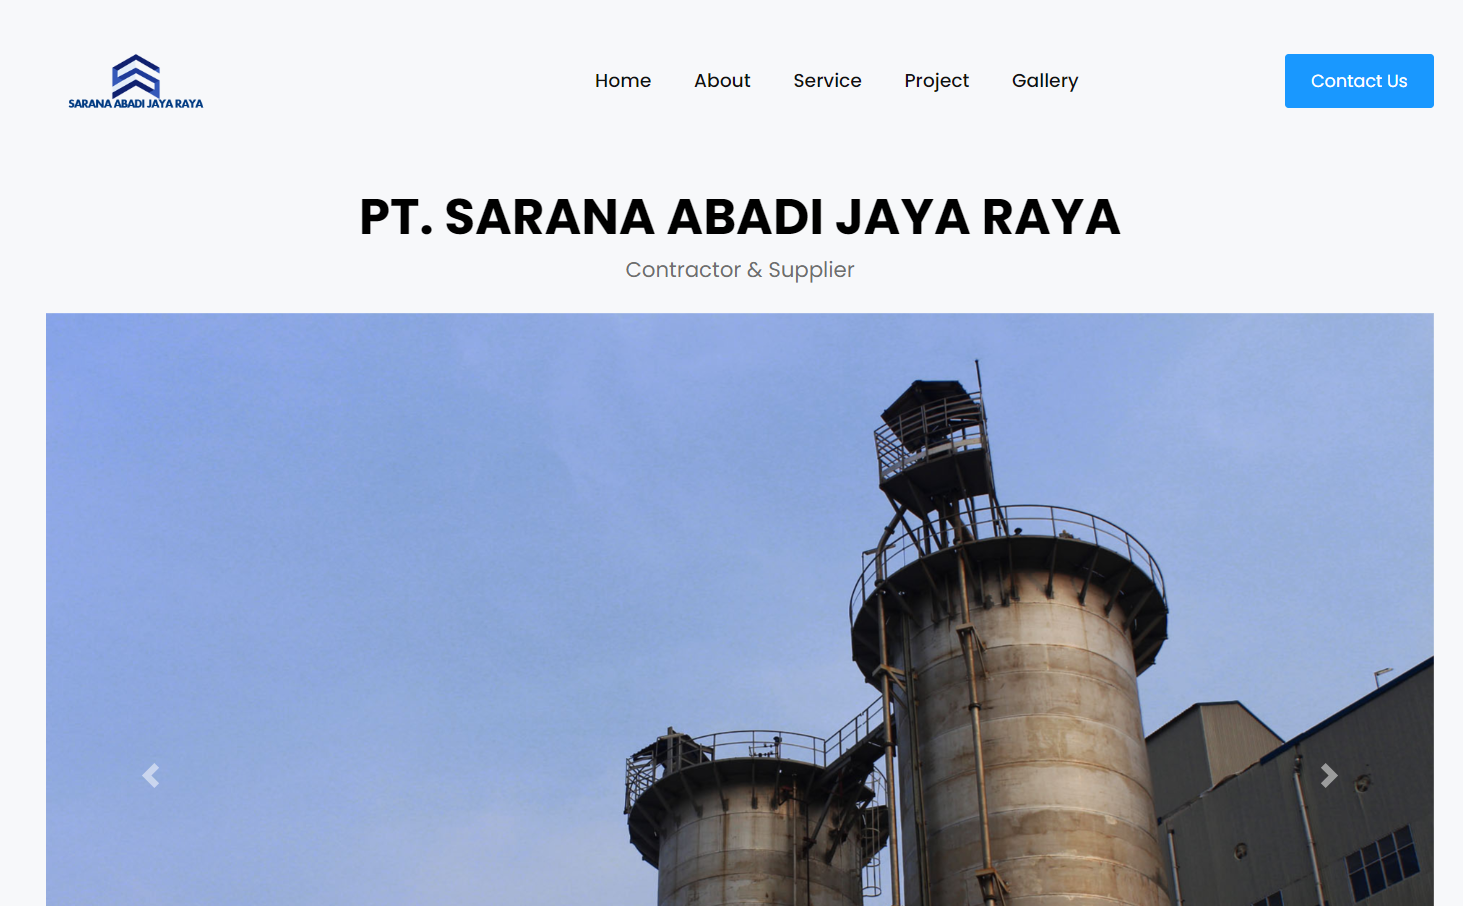 SARANA ABADI JAYA RAYA
Home About Service Project Gallery
Contact Us
PT. SARANA ABADI JAYA RAYA
Contractor & Supplier